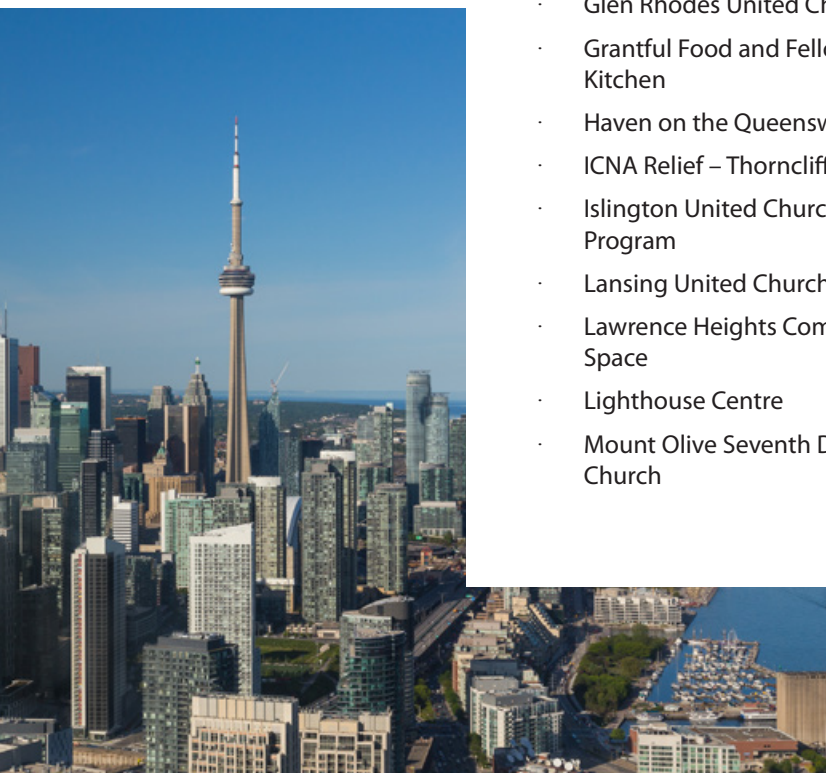 · Glen Rhodes United
· Grantful Food and
Kitchen
· Haven on the
· ICNA Relief –
· Islington United
Program
· Lansing United Church
· Lawrence Heights
Space
· Lighthouse Centre
· Mount Olive Seventh
Church